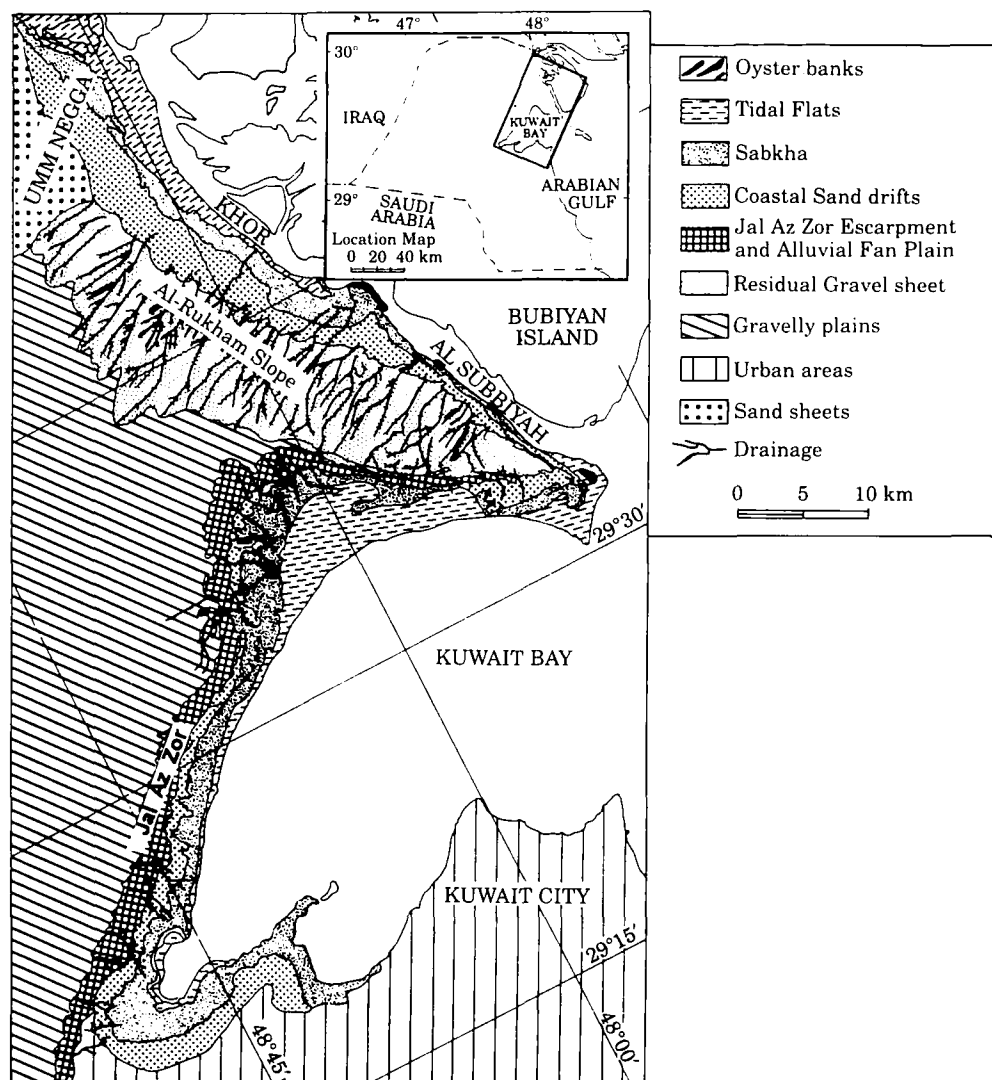 47°
48°
30°
IRAQ
KUWAIT
BAY
29°
SAUDI
ARABIA
ARABIAN
GULF
Location Map
0 20 40 km
UMM NEGGA
KHOR
Al-Rukham Slope
BUBIYAN
ISLAND
AL SUBBIYAH
29°30'
KUWAIT BAY
Jal Az Zor
KUWAIT CITY
29°15'
48°45'
48°00'
Oyster banks
Tidal Flats
Sabkha
Coastal Sand drifts
Jal Az Zor Escarpment
and Alluvial Fan Plain
Residual Gravel sheet
Gravelly plains
Urban areas
Sand sheets
Drainage
0 5 10 km